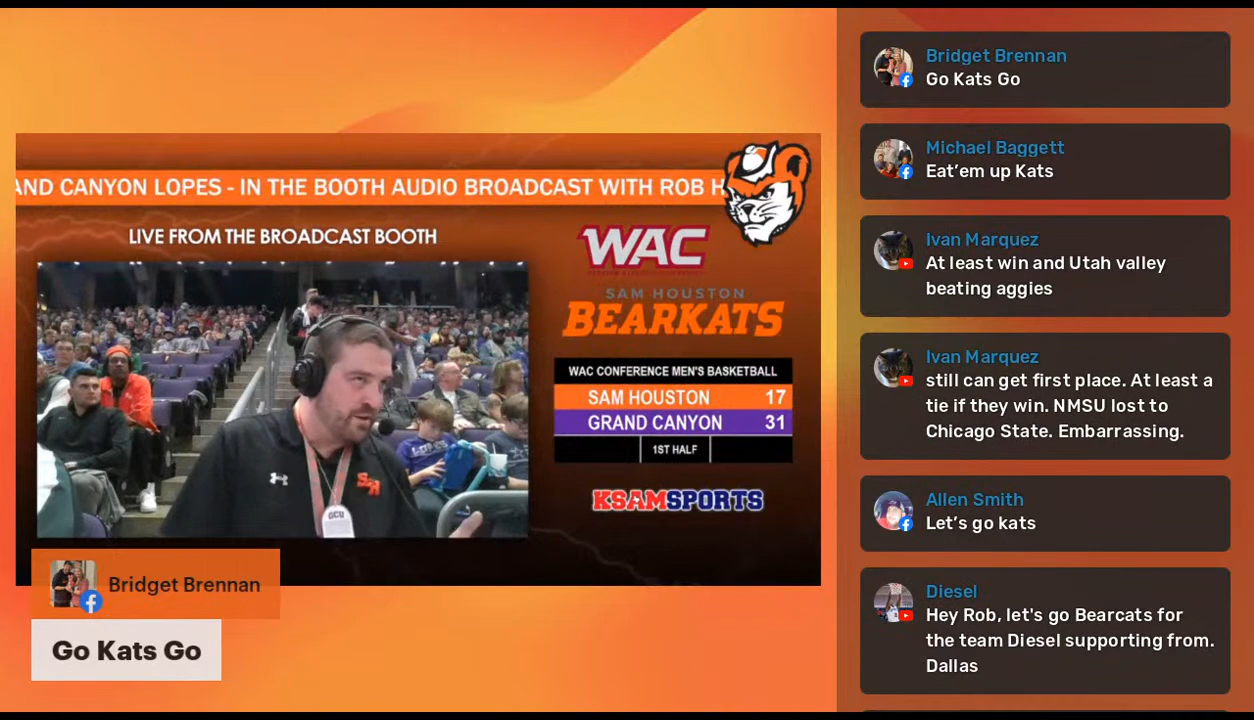 AND CANYON LOPES - IN THE BOOTH AUDIO BROADCAST WITH ROB H
LIVE FROM THE BROADCAST BOOTH
WAC
SAM HOUSTON
BEARKATS
WAC CONFERENCE MEN'S BASKETBALL
SAM HOUSTON 17
GRAND CANYON 31
1ST HALF
KSAMSPORTS
GCU
Bridget Brennan
Go Kats Go
Bridget Brennan
Go Kats Go
Michael Baggett
Eat’em up Kats
Ivan Marquez
At least win and Utah valley
beating aggies
Ivan Marquez
still can get first place. At least a
tie if they win. NMSU lost to
Chicago State. Embarrassing.
Allen Smith
Let’s go kats
Diesel
Hey Rob, let's go Bearcats for
the team Diesel supporting from.
Dallas